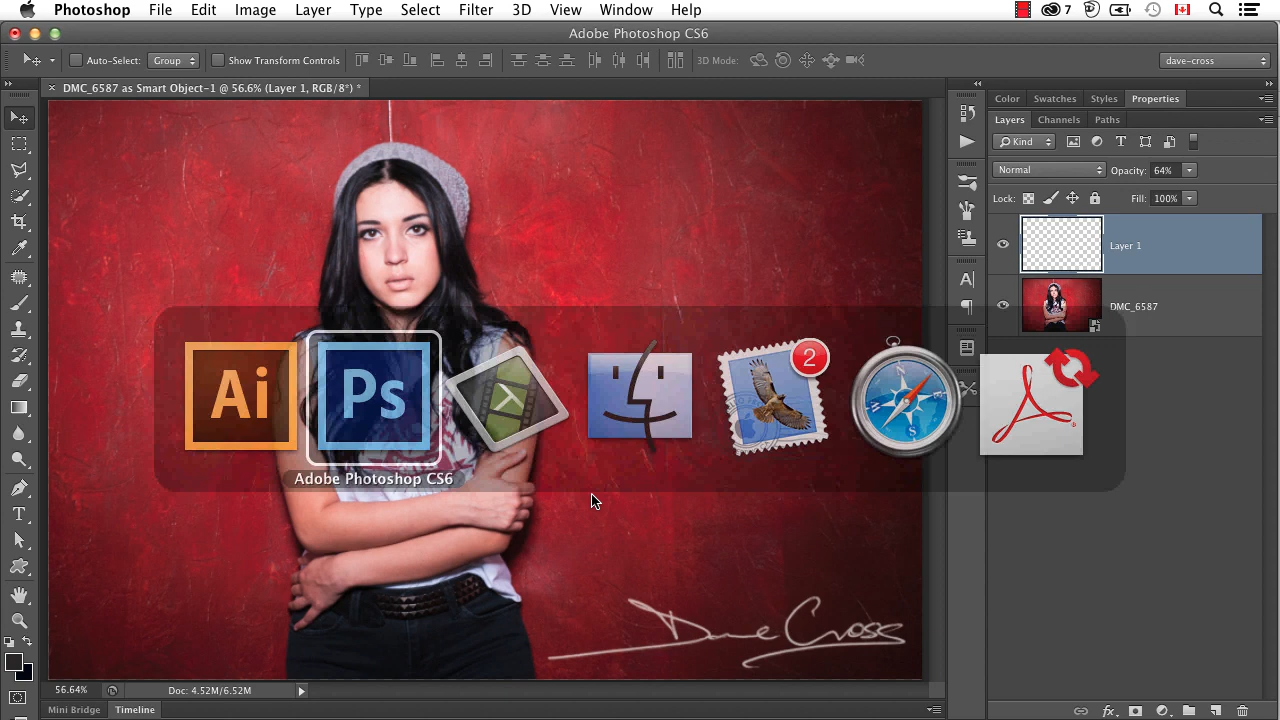 Photoshop File Edit Image Layer Type Select Filter 3D View Window Help 7
Adobe Photoshop CS6
Auto-Select: Group Show Transform Controls 3D Mode: dave-cross
× DMC_6587 as Smart Object-1 @ 56.6% (Layer 1, RGB/8*) *
Color Swatches Styles Properties
Layers Channels Paths
Kind
Normal Opacity: 64%
Lock: Fill: 100%
Layer 1
DMC_6587
Ai Ps 2
Adobe Photoshop CS6
Dave Cross
56.64% Doc: 4.52M/6.52M
Mini Bridge Timeline